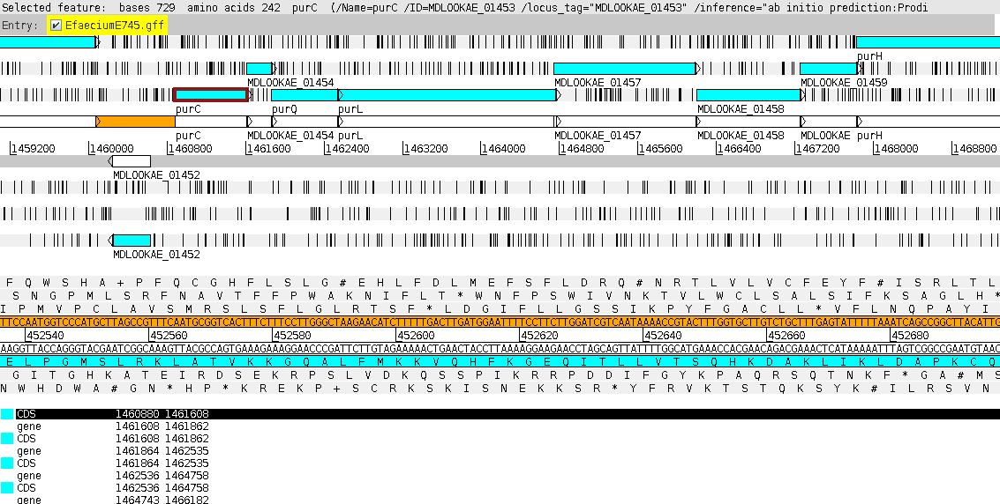 Selected feature:  bases 729  amino acids 242  purC  (/Name=purC /ID=MDLOOKAE_01453 /locus_tag="MDLOOKAE_01453" /inference="ab initio prediction:Prodi
Entry: EfaeciumE745.gff
purH
MDLOOKAE_01454 MDLOOKAE_01457 MDLOOKAE_01459
purC purQ purL MDLOOKAE_01458
purC MDLOOKAE_01454 purL MDLOOKAE_01457 MDLOOKAE_01458 MDLOOKAE purH
1459200 1460000 1460800 1461600 1462400 1463200 1464000 1464800 1465600 1466400 1467200 1468000 1468800
MDLOOKAE_01452
MDLOOKAE_01452
F Q W S H A + P F Q C G H F L S L G # E H L F D L M E F S F L D R Q # N R T L V L V C F E Y F # I S R L T L
S N G P M L S R F N A V T F F P W A K N I F L T * W N F P S W I V N K T V L W C L S A L S I F K S A G L H *
I P M V P C L A V S M R S L S F L G L R T S F * L D G I F L L G S S I K P Y F G A C L L * V F L N Q P A Y I
TTCCAATGGTCCCATGCTTAGCCGTTTCAATGCGGTCACTTTCTTTCCTTGGGCTAAGAACATCTTTTTGACTTGATGGAATTTTCCTTCTTGGATCGTCAATAAAACCGTACTTTGGTGCTTGTCTGCTTTGAGTATTTTTAAATCAGCCGGCTTACATTG
452540 452560 452580 452600 452620 452640 452660 452680
AAGGTTACCAGGGTACGAATCGGCAAAGTTACGCCAGTGAAAGAAAGGAACCCGATTCTTGTAGAAAAACTGAACTACCTTAAAAGGAAGAACCTAGCAGTTATTTTGGCATGAAACCACGAACAGACGAAACTCATAAAAATTTAGTCGGCCGAATGTAAC
E L P G M S L R K L A T V K K G Q A L F M K K V Q H F K G E Q I T L L V T S Q H K D A K L I K L D A P K C Q
G I T G H K A T E I R D S E K R P S L V D K Q S S P I K R R P D D I F G Y K P A Q R S Q T N K F * G A # M S
N W H D W A # G N * H P * K R E K P + S C R K S K I S N E K K S R * Y F R V K T S T Q K S Y K # I L R S V N
CDS 1460880 1461608
gene 1461608 1461862
CDS 1461608 1461862
gene 1461864 1462535
CDS 1461864 1462535
gene 1462536 1464758
CDS 1462536 1464758
gene 1464743 1466182